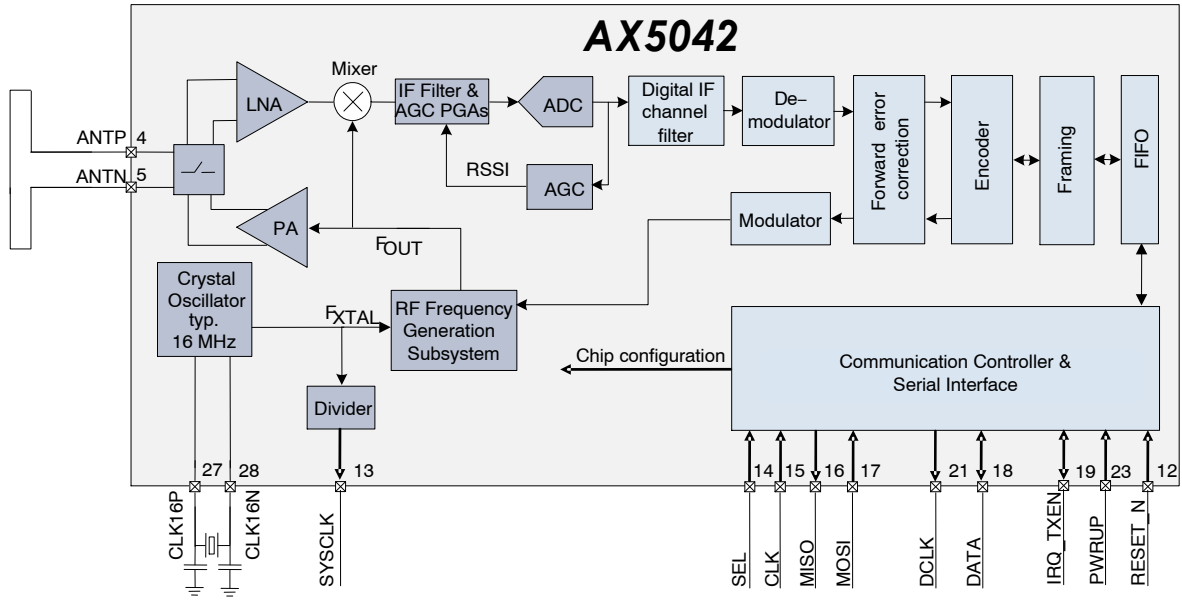 AX5042
Mixer
LNA
IF Filter &
AGC PGAs
ADC
Digital IF
channel
filter
De–
modulator
Forward error
correction
Encoder
Framing
FIFO
ANTP 4
ANTN 5
RSSI
AGC
PA
Modulator
FOUT
Crystal
Oscillator
typ.
16 MHz
FXTAL
RF Frequency
Generation
Subsystem
Chip configuration
Communication Controller &
Serial Interface
Divider
27
28
13
14
15
16
17
21
18
19
23
12
CLK16P
CLK16N
SYSCLK
SEL
CLK
MISO
MOSI
DCLK
DATA
IRQ_TXEN
PWRUP
RESET_N